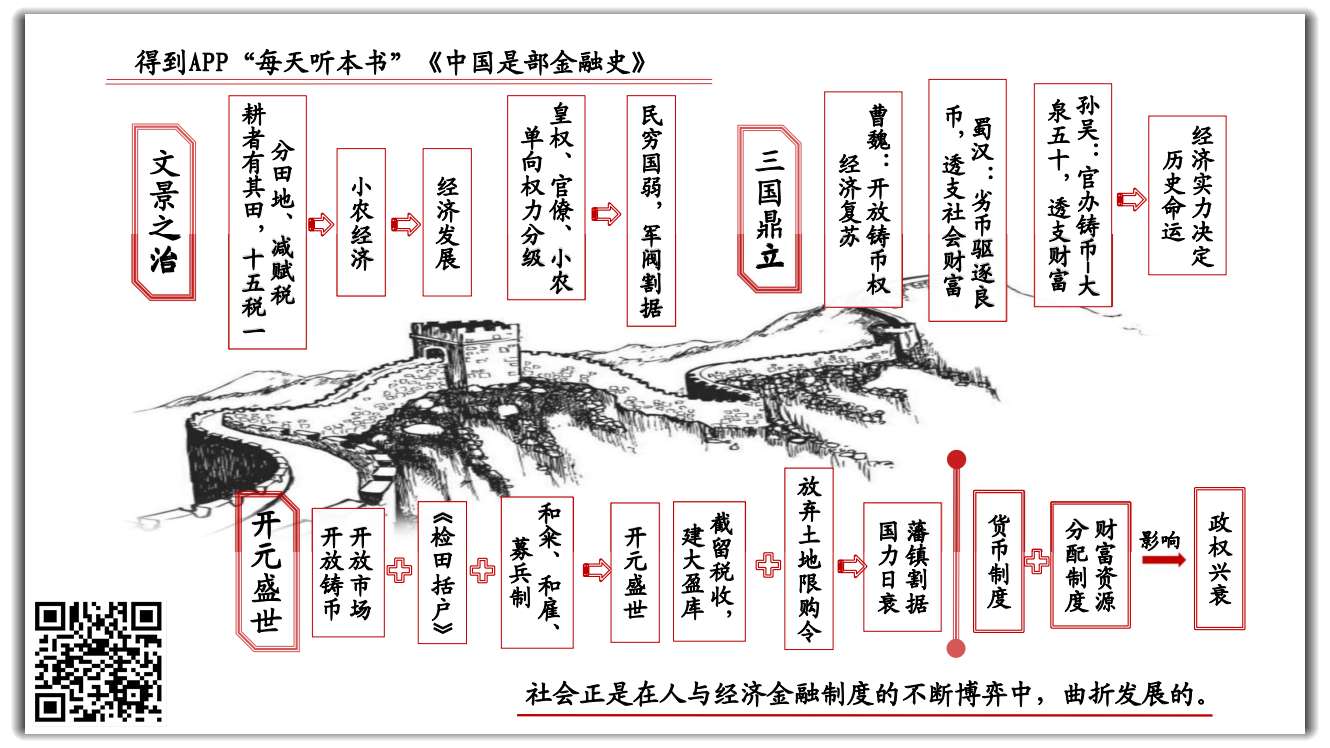 得到APP“每天听本书”《中国是部金融史》
文景之治
分田地、减赋税
耕者有其田，十五税一
小农经济
经济发展
皇权、官僚、小农
单向权力分级
民穷国弱，军阀割据
三国鼎立
曹魏：开放铸币权
经济复苏
蜀汉：劣币驱逐良
币，透支社会财富
孙吴：官办铸币—大
泉五十，透支财富
经济实力决定
历史命运
开元盛世
开放市场
开放铸币
《检田括户》
和籴、和雇、
募兵制
开元盛世
截留税收，
建大盈库
放弃土地限购令
藩镇割据
国力日衰
货币制度
财富资源
分配制度
影响
政权兴衰
社会正是在人与经济金融制度的不断博弈中，曲折发展的。